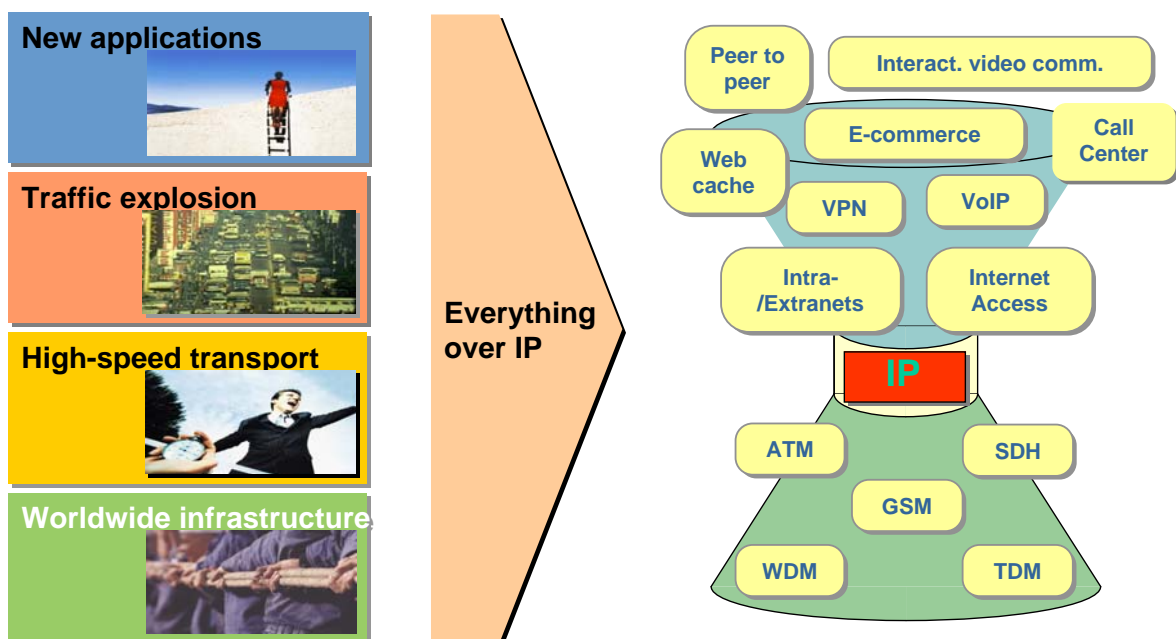 New applications
Traffic explosion
High-speed transport
Worldwide infrastructure
Everything
over IP
Peer to
peer
Interact. video comm.
E-commerce
Call
Center
Web
cache
VPN
VoIP
Intra-
/Extranets
Internet
Access
IP
ATM
SDH
GSM
WDM
TDM